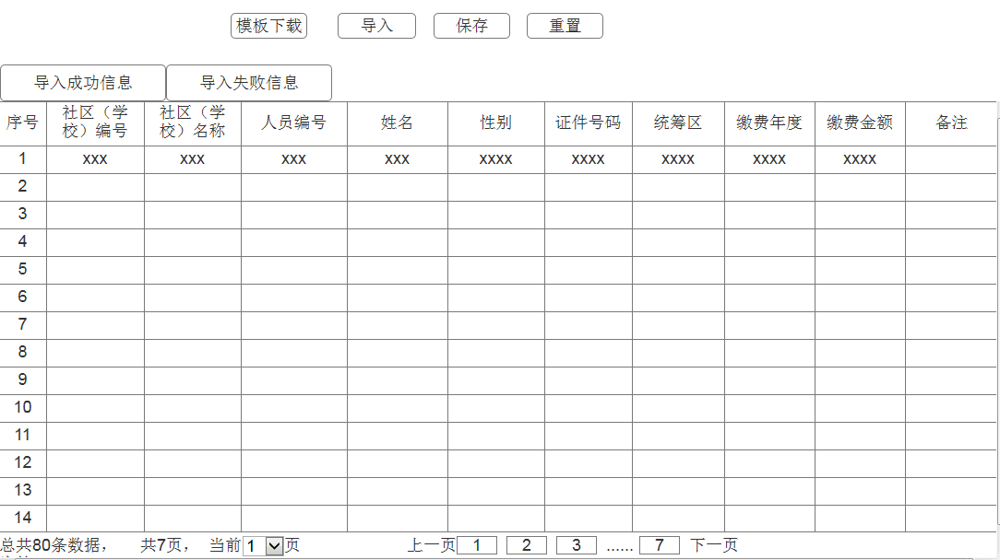 模板下载 导入 保存 重置
导入成功信息 导入失败信息
序号 社区（学校）编号 社区（学校）名称 人员编号 姓名 性别 证件号码 统筹区 缴费年度 缴费金额 备注
1 xxx xxx xxx xxx xxxx xxxx xxxx xxxx xxxx
2
3
4
5
6
7
8
9
10
11
12
13
14
总共80条数据， 共7页， 当前 1 页 上一页 1 2 3 ...... 7 下一页